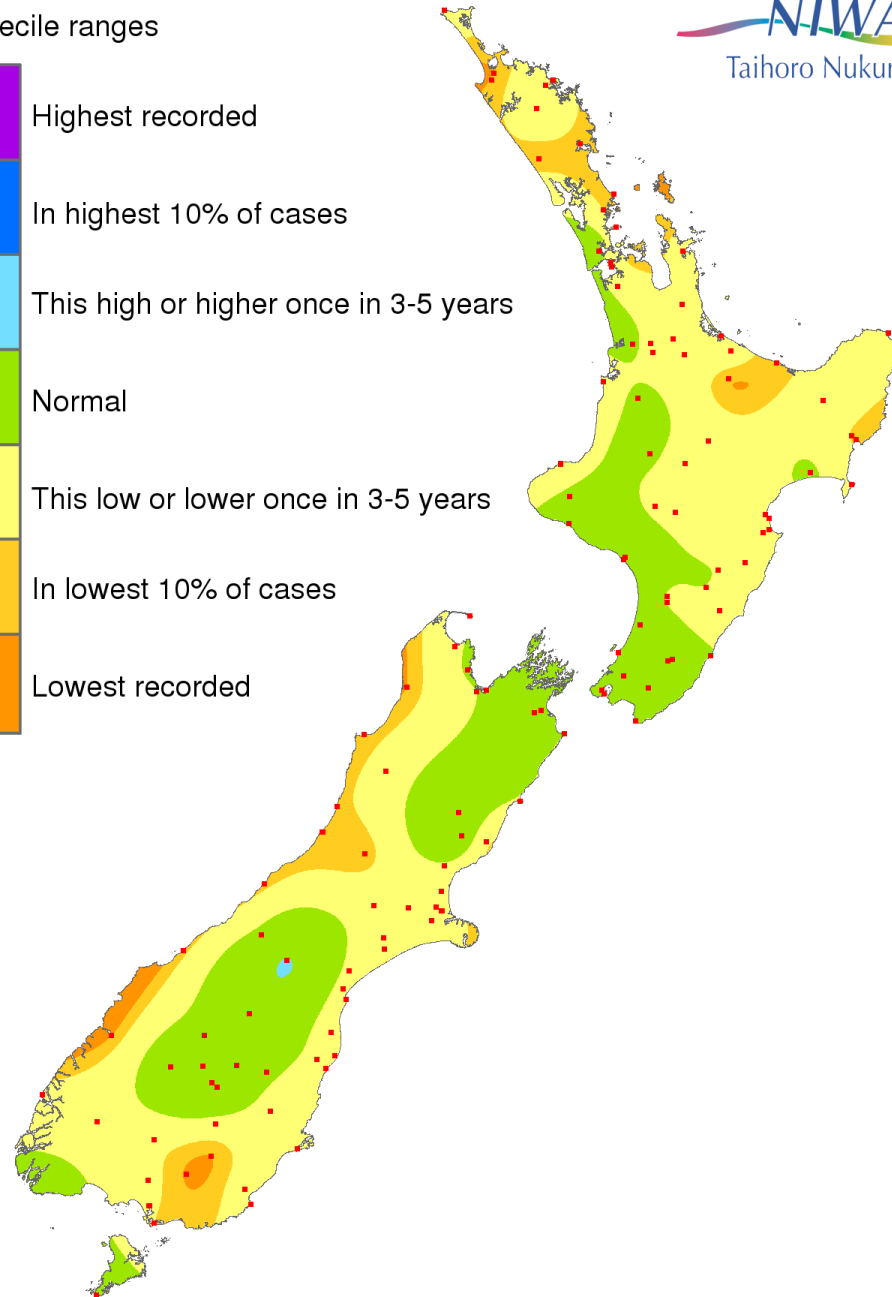 ecile ranges
NIWA
Taihoro Nukur
Highest recorded
In highest 10% of cases
This high or higher once in 3-5 years
Normal
This low or lower once in 3-5 years
In lowest 10% of cases
Lowest recorded